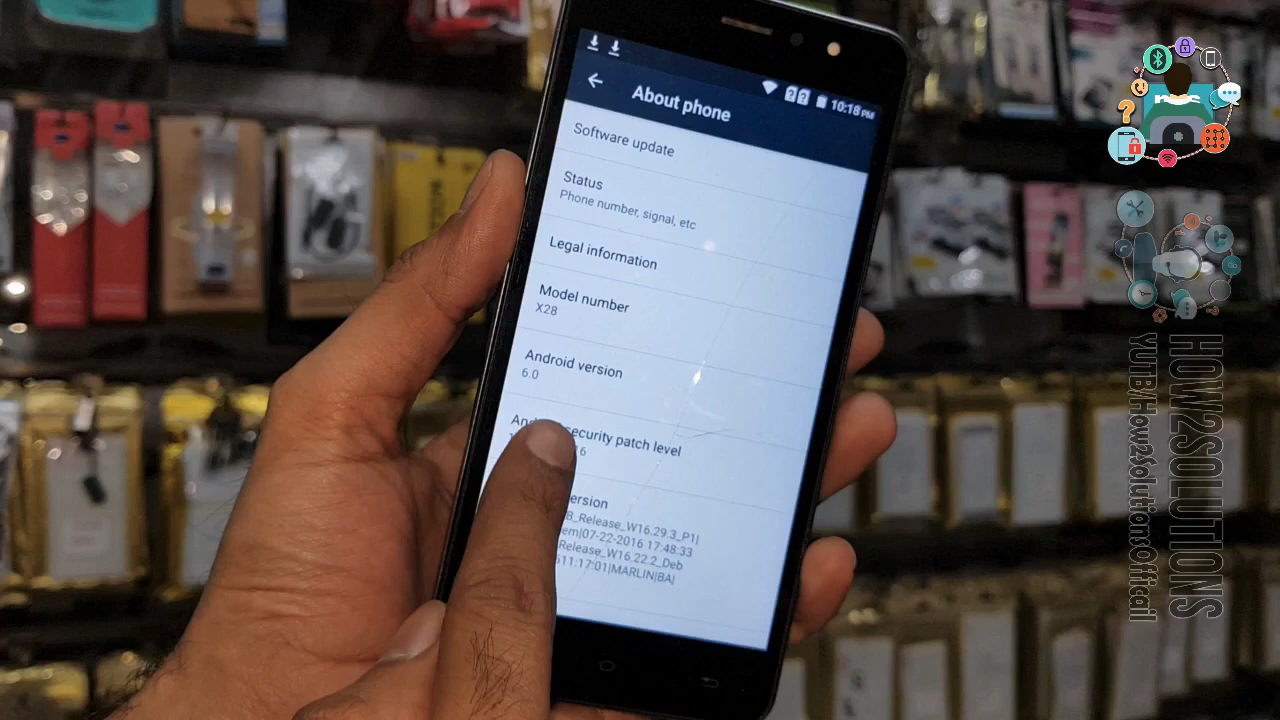 10:18 PM
About phone
Software update
Status
Phone number, signal, etc
Legal information
Model number
X28
Android version
6.0
security patch level
6
ersion
B_Release_W16.29.3_P1|
em|07-22-2016 17:48:33
Release_W16.22.2_Deb
11:17:01|MARLIN|BA|
HOW2SOLUTIONS
YUTB/How2SolutionsOfficail